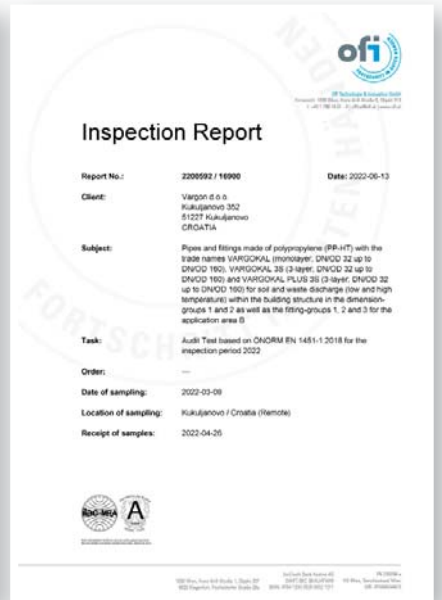 ofi
Inspection Report
Report No.: 2200592 / 16900 Date: 2022-06-13
Client: Vargon d.o.o.
Kukuljanovo 352
51227 Kukuljanovo
CROATIA
Subject: Pipes and fittings made of polypropylene (PP-HT) with the
trade names VARGOKAL (monolayer; DN/OD 32 up to
DN/OD 160), VARGOKAL 3S (3-layer; DN/OD 32 up to
DN/OD 160) and VARGOKAL PLUS 3S (3-layer; DN/OD 32
up to DN/OD 160) for soil and waste discharge (low and high
temperature) within the building structure in the dimension-
groups 1 and 2 as well as the fitting-groups 1, 2 and 3 for the
application area B
Task: Audit Test based on ÖNORM EN 1451-1:2018 for the
inspection period 2022
Order: ---
Date of sampling: 2022-03-09
Location of sampling: Kukuljanovo / Croatia (Remote)
Receipt of samples: 2022-04-26
ilac-MRA
A